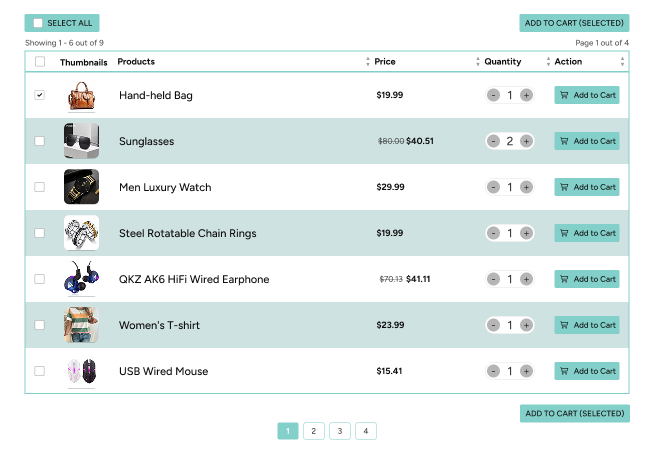 SELECT ALL
ADD TO CART (SELECTED)
Showing 1 - 6 out of 9
Page 1 out of 4
Thumbnails Products Price Quantity Action
Hand-held Bag $19.99 - 1 + Add to Cart
Sunglasses $80.00 $40.51 - 2 + Add to Cart
Men Luxury Watch $29.99 - 1 + Add to Cart
Steel Rotatable Chain Rings $19.99 - 1 + Add to Cart
QKZ AK6 HiFi Wired Earphone $70.13 $41.11 - 1 + Add to Cart
Women's T-shirt $23.99 - 1 + Add to Cart
USB Wired Mouse $15.41 - 1 + Add to Cart
ADD TO CART (SELECTED)
1 2 3 4